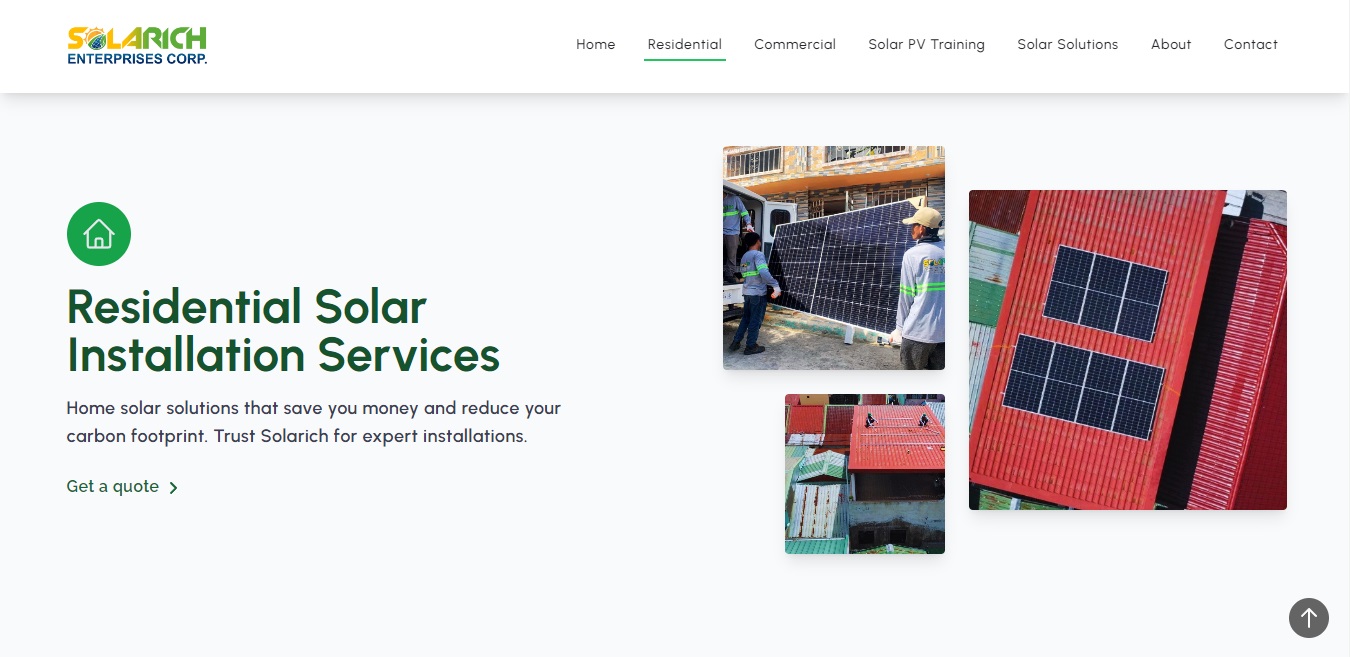 SOLARICH
ENTERPRISES CORP.
Home Residential Commercial Solar PV Training Solar Solutions About Contact
Residential Solar
Installation Services
Home solar solutions that save you money and reduce your
carbon footprint. Trust Solarich for expert installations.
Get a quote